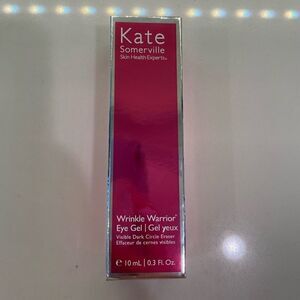 Kate
Somerville
Skin Health Experts™
Wrinkle Warrior®
Eye Gel | Gel yeux
Visible Dark Circle Eraser
Effaceur de cernes visibles
℮ 10 mL | 0.3 Fl. Oz.